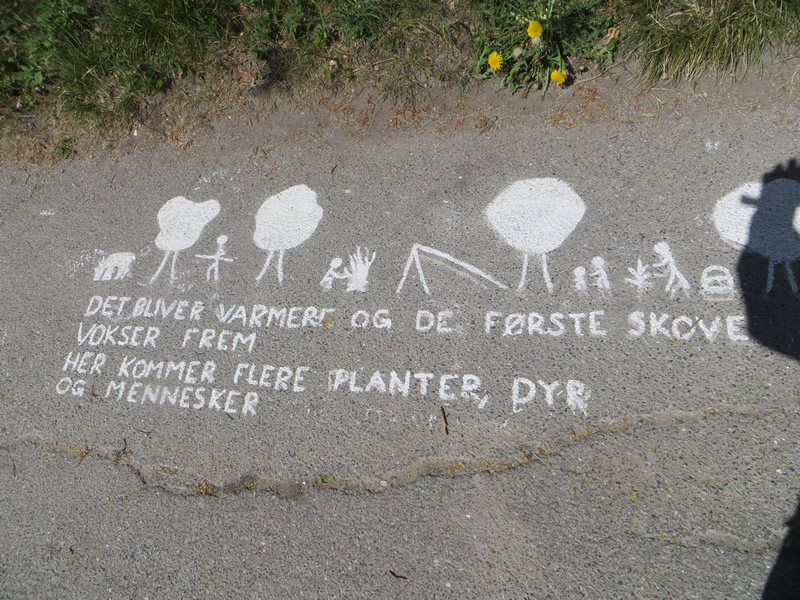 DET BLIVER VARMERE OG DE FØRSTE SKOVE
VOKSER FREM
HER KOMMER FLERE PLANTER, DYR
OG MENNESKER